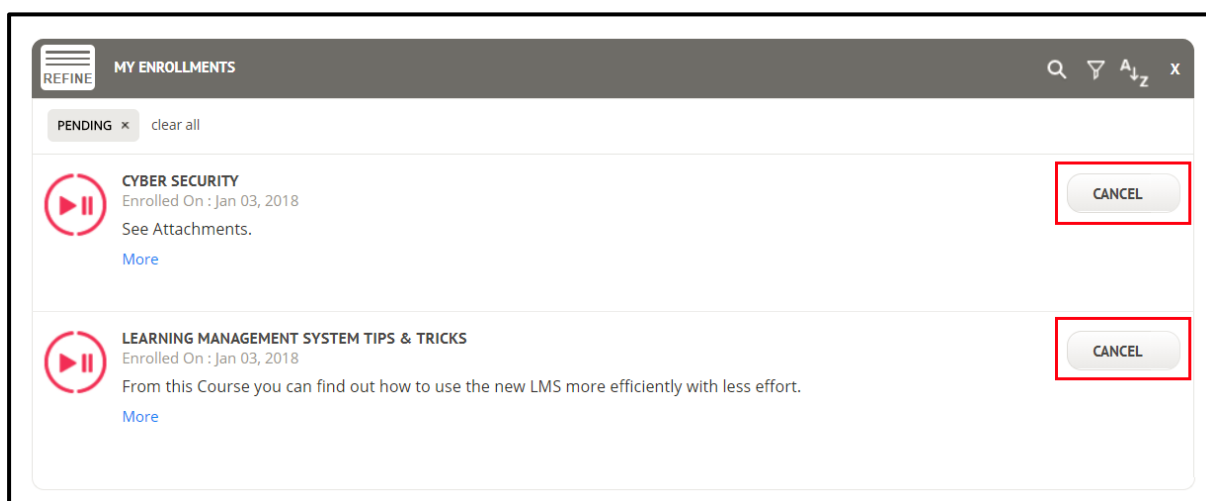 REFINE
MY ENROLLMENTS
A
Z
X
PENDING × clear all
CYBER SECURITY
Enrolled On : Jan 03, 2018
See Attachments.
More
CANCEL
LEARNING MANAGEMENT SYSTEM TIPS & TRICKS
Enrolled On : Jan 03, 2018
From this Course you can find out how to use the new LMS more efficiently with less effort.
More
CANCEL